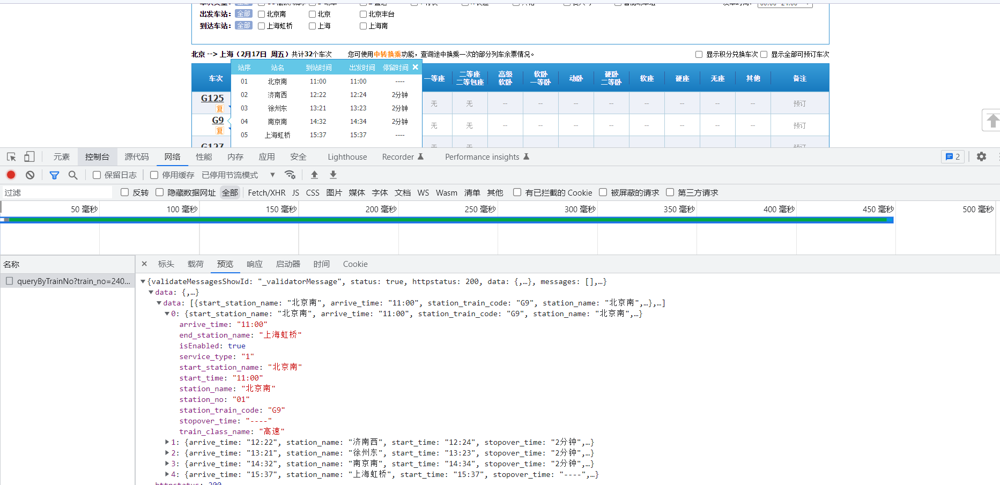 出发车站： 全部 北京南 北京 北京丰台
到达车站： 全部 上海虹桥 上海 上海南
北京 --> 上海（2月17日 周五）共计32个车次 您可使用中转换乘功能，查询途中换乘一次的部分列车余票情况。 显示积分兑换车次 显示全部可预订车次
车次 站序 站名 到站时间 出发时间 停留时间 × 一等座 二等座 二等包座 高级 软卧 软卧 一等卧 动卧 硬卧 二等卧 软座 硬座 无座 其他 备注
01 北京南 11:00 11:00 ----
G125 复 02 济南西 12:22 12:24 2分钟 无 无 -- -- -- -- -- -- -- -- 预订
03 徐州东 13:21 13:23 2分钟
G9 复 04 南京南 14:32 14:34 2分钟 无 无 -- -- -- -- -- -- -- -- 预订
05 上海虹桥 15:37 15:37 ----
G127 无 无 -- -- -- -- -- -- -- -- 预订
元素 控制台 源代码 网络 性能 内存 应用 安全 Lighthouse Recorder Performance insights 2
保留日志 停用缓存 已停用节流模式
过滤 反转 隐藏数据网址 全部 Fetch/XHR JS CSS 图片 媒体 字体 文档 WS Wasm 清单 其他 有已拦截的 Cookie 被屏蔽的请求 第三方请求
50 毫秒 100 毫秒 150 毫秒 200 毫秒 250 毫秒 300 毫秒 350 毫秒 400 毫秒 450 毫秒 500 毫秒
名称 × 标头 载荷 预览 响应 启动器 时间 Cookie
queryByTrainNo?train_no=240...
{validateMessagesShowId: "_validatorMessage", status: true, httpstatus: 200, data: {,…}, messages: [],…}
data: {,…}
data: [{start_station_name: "北京南", arrive_time: "11:00", station_train_code: "G9", station_name: "北京南",…},…]
0: {start_station_name: "北京南", arrive_time: "11:00", station_train_code: "G9", station_name: "北京南",…}
arrive_time: "11:00"
end_station_name: "上海虹桥"
isEnabled: true
service_type: "1"
start_station_name: "北京南"
start_time: "11:00"
station_name: "北京南"
station_no: "01"
station_train_code: "G9"
stopover_time: "----"
train_class_name: "高速"
1: {arrive_time: "12:22", station_name: "济南西", start_time: "12:24", stopover_time: "2分钟",…}
2: {arrive_time: "13:21", station_name: "徐州东", start_time: "13:23", stopover_time: "2分钟",…}
3: {arrive_time: "14:32", station_name: "南京南", start_time: "14:34", stopover_time: "2分钟",…}
4: {arrive_time: "15:37", station_name: "上海虹桥", start_time: "15:37", stopover_time: "----",…}
httpstatus: 200